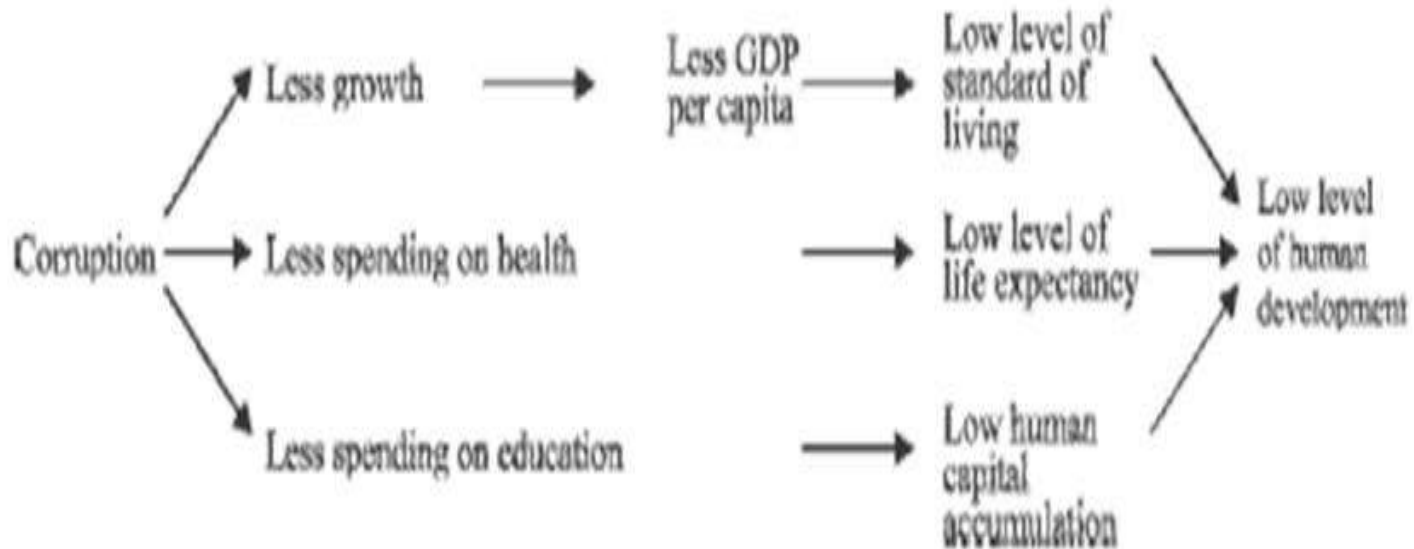 Less growth
Less GDP
per capita
Low level of
standard of
living
Corruption
Less spending on health
Low level of
life expectancy
Low level
of human
development
Less spending on education
Low human
capital
accumulation